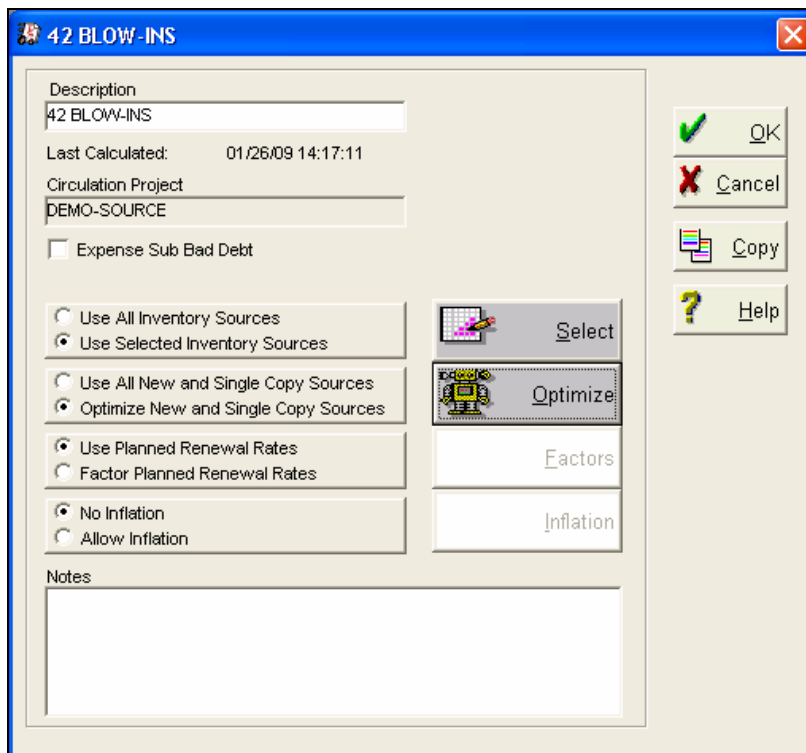 42 BLOW-INS
Description
42 BLOW-INS
Last Calculated: 01/26/09 14:17:11
Circulation Project
DEMO-SOURCE
Expense Sub Bad Debt
Use All Inventory Sources
Use Selected Inventory Sources
Select
Use All New and Single Copy Sources
Optimize New and Single Copy Sources
Optimize
Use Planned Renewal Rates
Factor Planned Renewal Rates
Factors
No Inflation
Allow Inflation
Inflation
Notes
OK
Cancel
Copy
Help